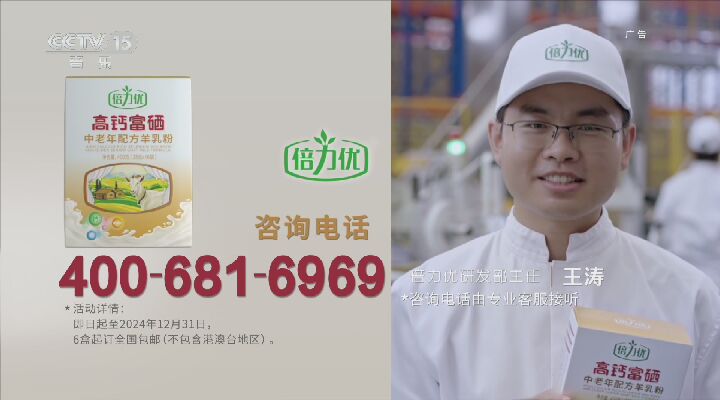 CCTV 15
音乐
广告
倍力优
高钙富硒
中老年配方羊乳粉
倍力优
咨询电话
400-681-6969
*活动详情：
即日起至2024年12月31日，
6盒起订全国包邮(不包含港澳台地区)。
倍力优
倍力优研发部主任 王涛
*咨询电话由专业客服接听
倍力优
高钙富硒
中老年配方羊乳粉